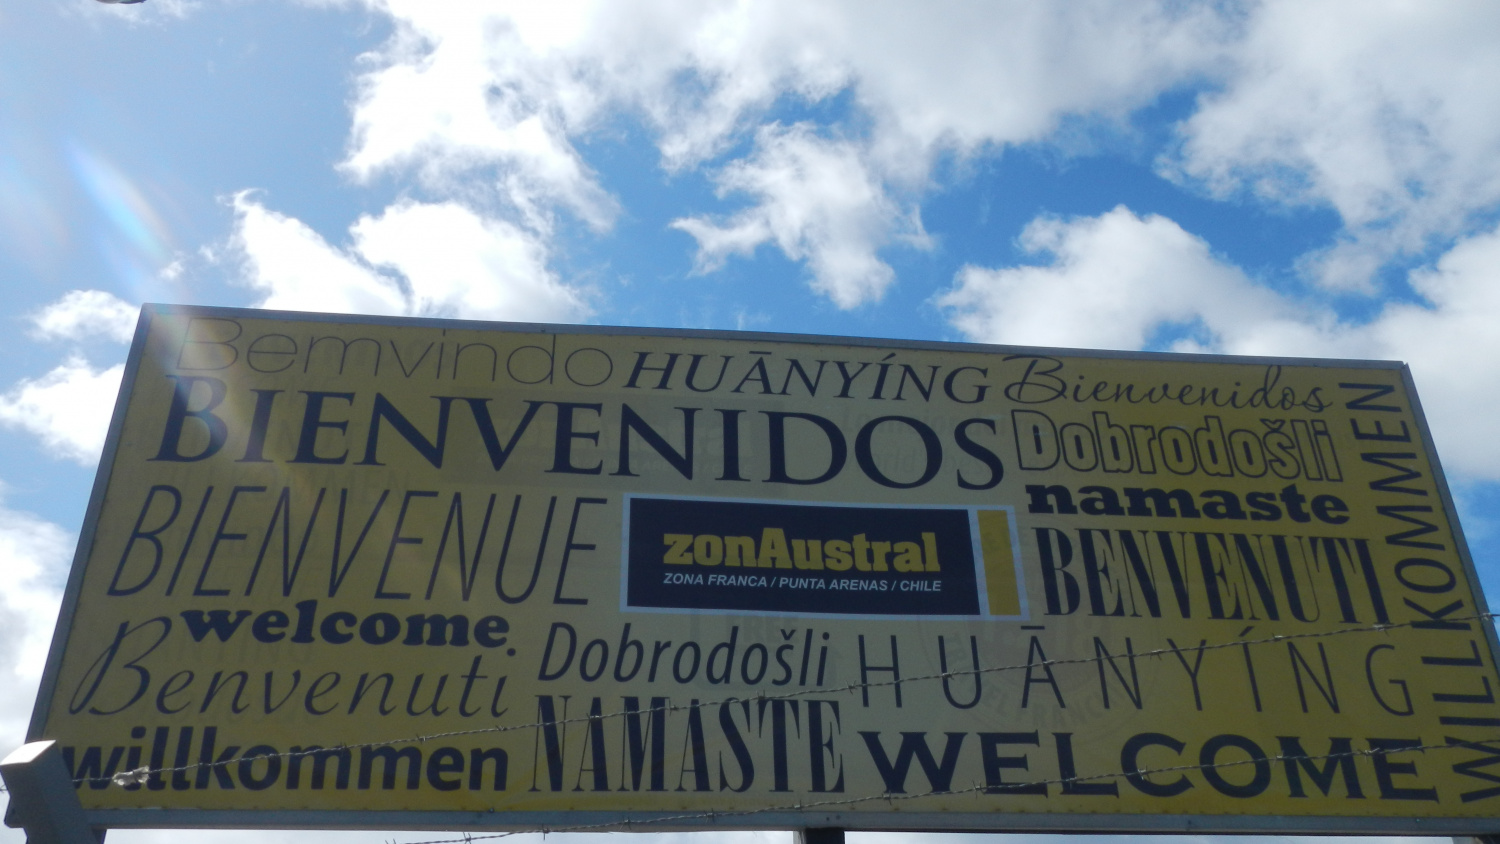 Bemvindo HUĀNYÍNG Bienvenidos
BIENVENIDOS Dobrodošli
namaste
WILLKOMMEN
BIENVENUE
zonAustral
ZONA FRANCA / PUNTA ARENAS / CHILE
BENVENUTI
welcome.
Dobrodošli HUĀNYÍNG
Benvenuti
willkommen NAMASTE WELCOME